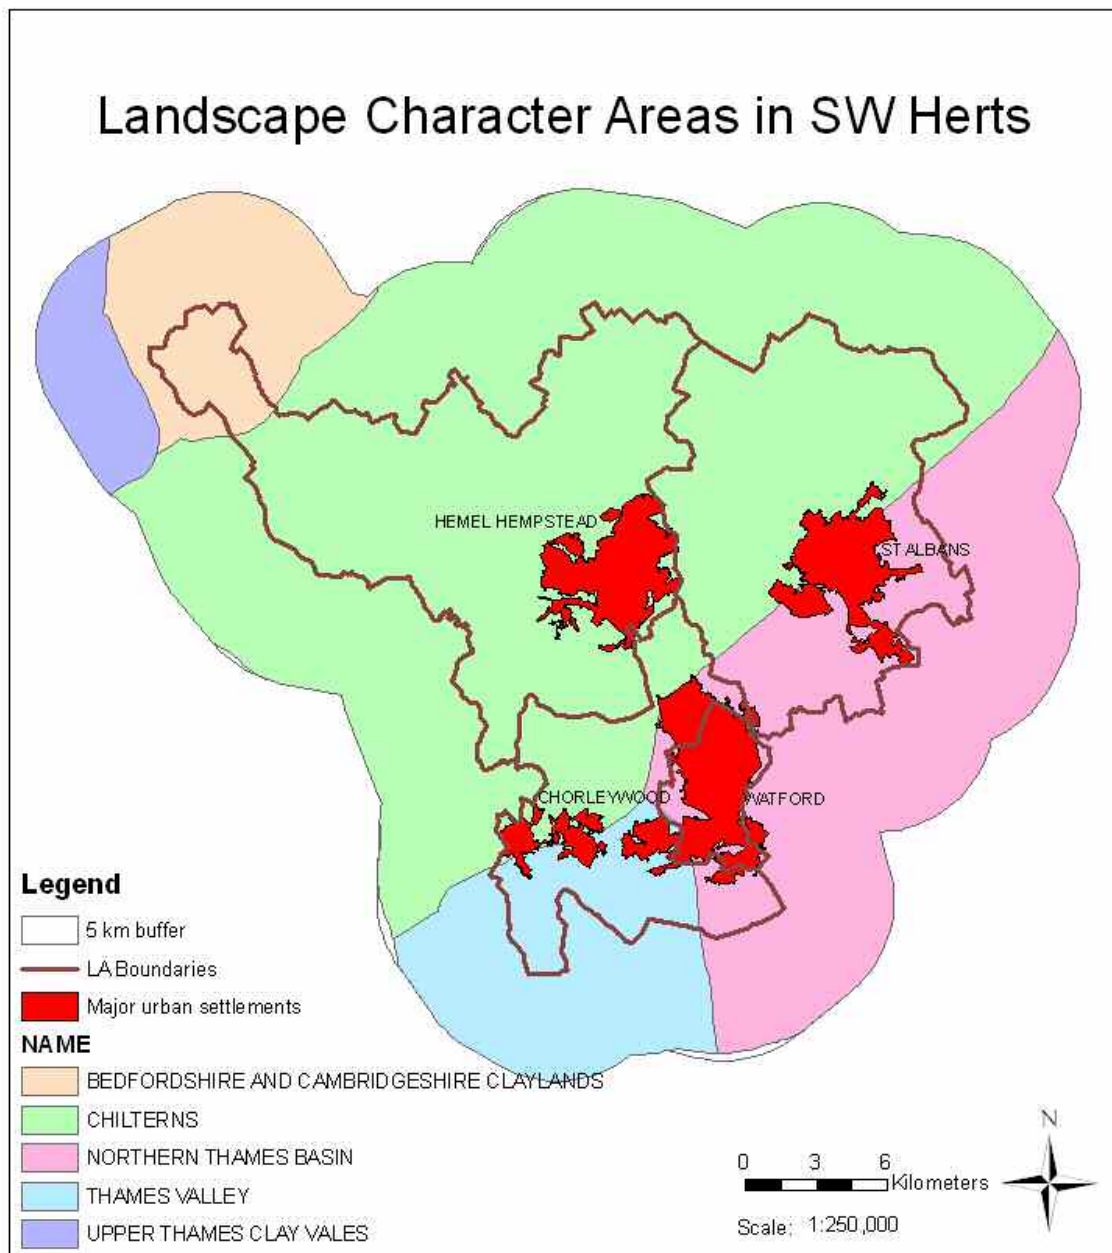 Landscape Character Areas in SW Herts
HEMEL HEMPSTEAD
ST ALBANS
CHORLEYWOOD
WATFORD
Legend
5 km buffer
LA Boundaries
Major urban settlements
NAME
BEDFORDSHIRE AND CAMBRIDGESHIRE CLAYLANDS
CHILTERNS
NORTHERN THAMES BASIN
THAMES VALLEY
UPPER THAMES CLAY VALES
N
0 3 6
Kilometers
Scale: 1:250,000